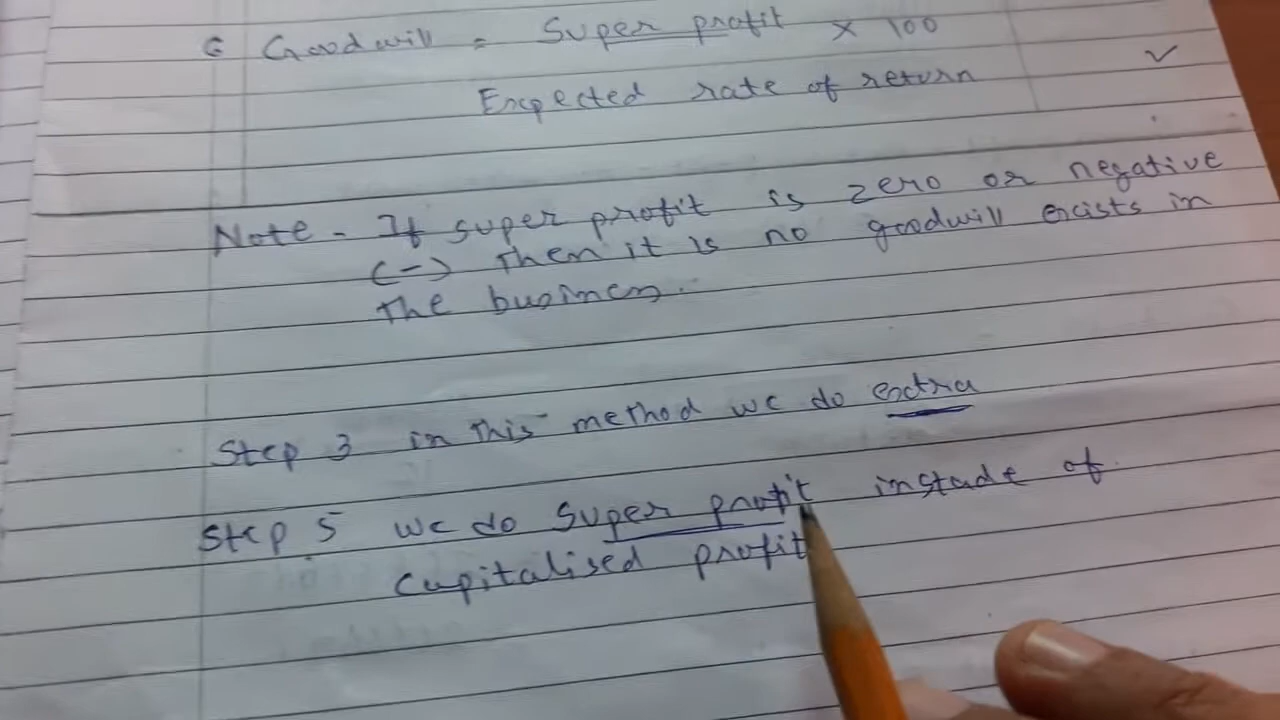 6 Goodwill = Super profit × 100
Expected rate of return
Note - If super profit is zero or negative
(-) Then it is no goodwill exists in
the business.
Step 3 in this method we do extra
Step 5 we do super profit instade of
capitalised profit